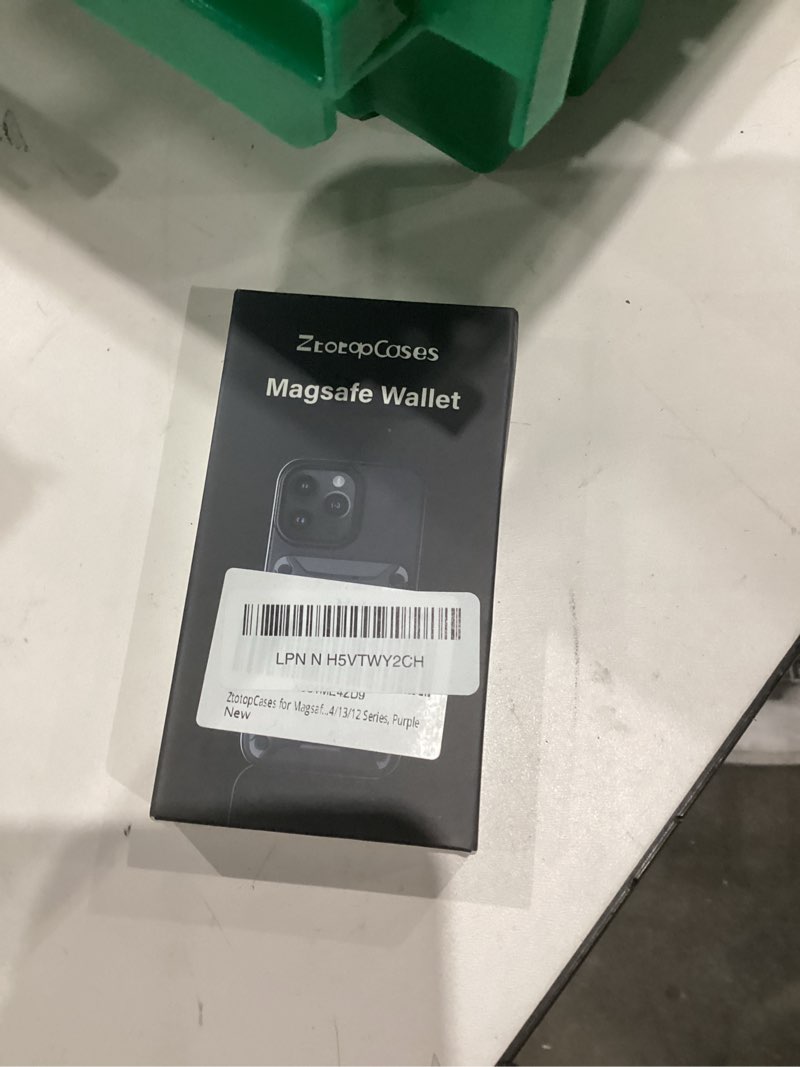 ZtotopCases
Magsafe Wallet
LPN N H5VTWY2CH
ZtotopCases for Magsaf...4/13/12 Series, Purple
New